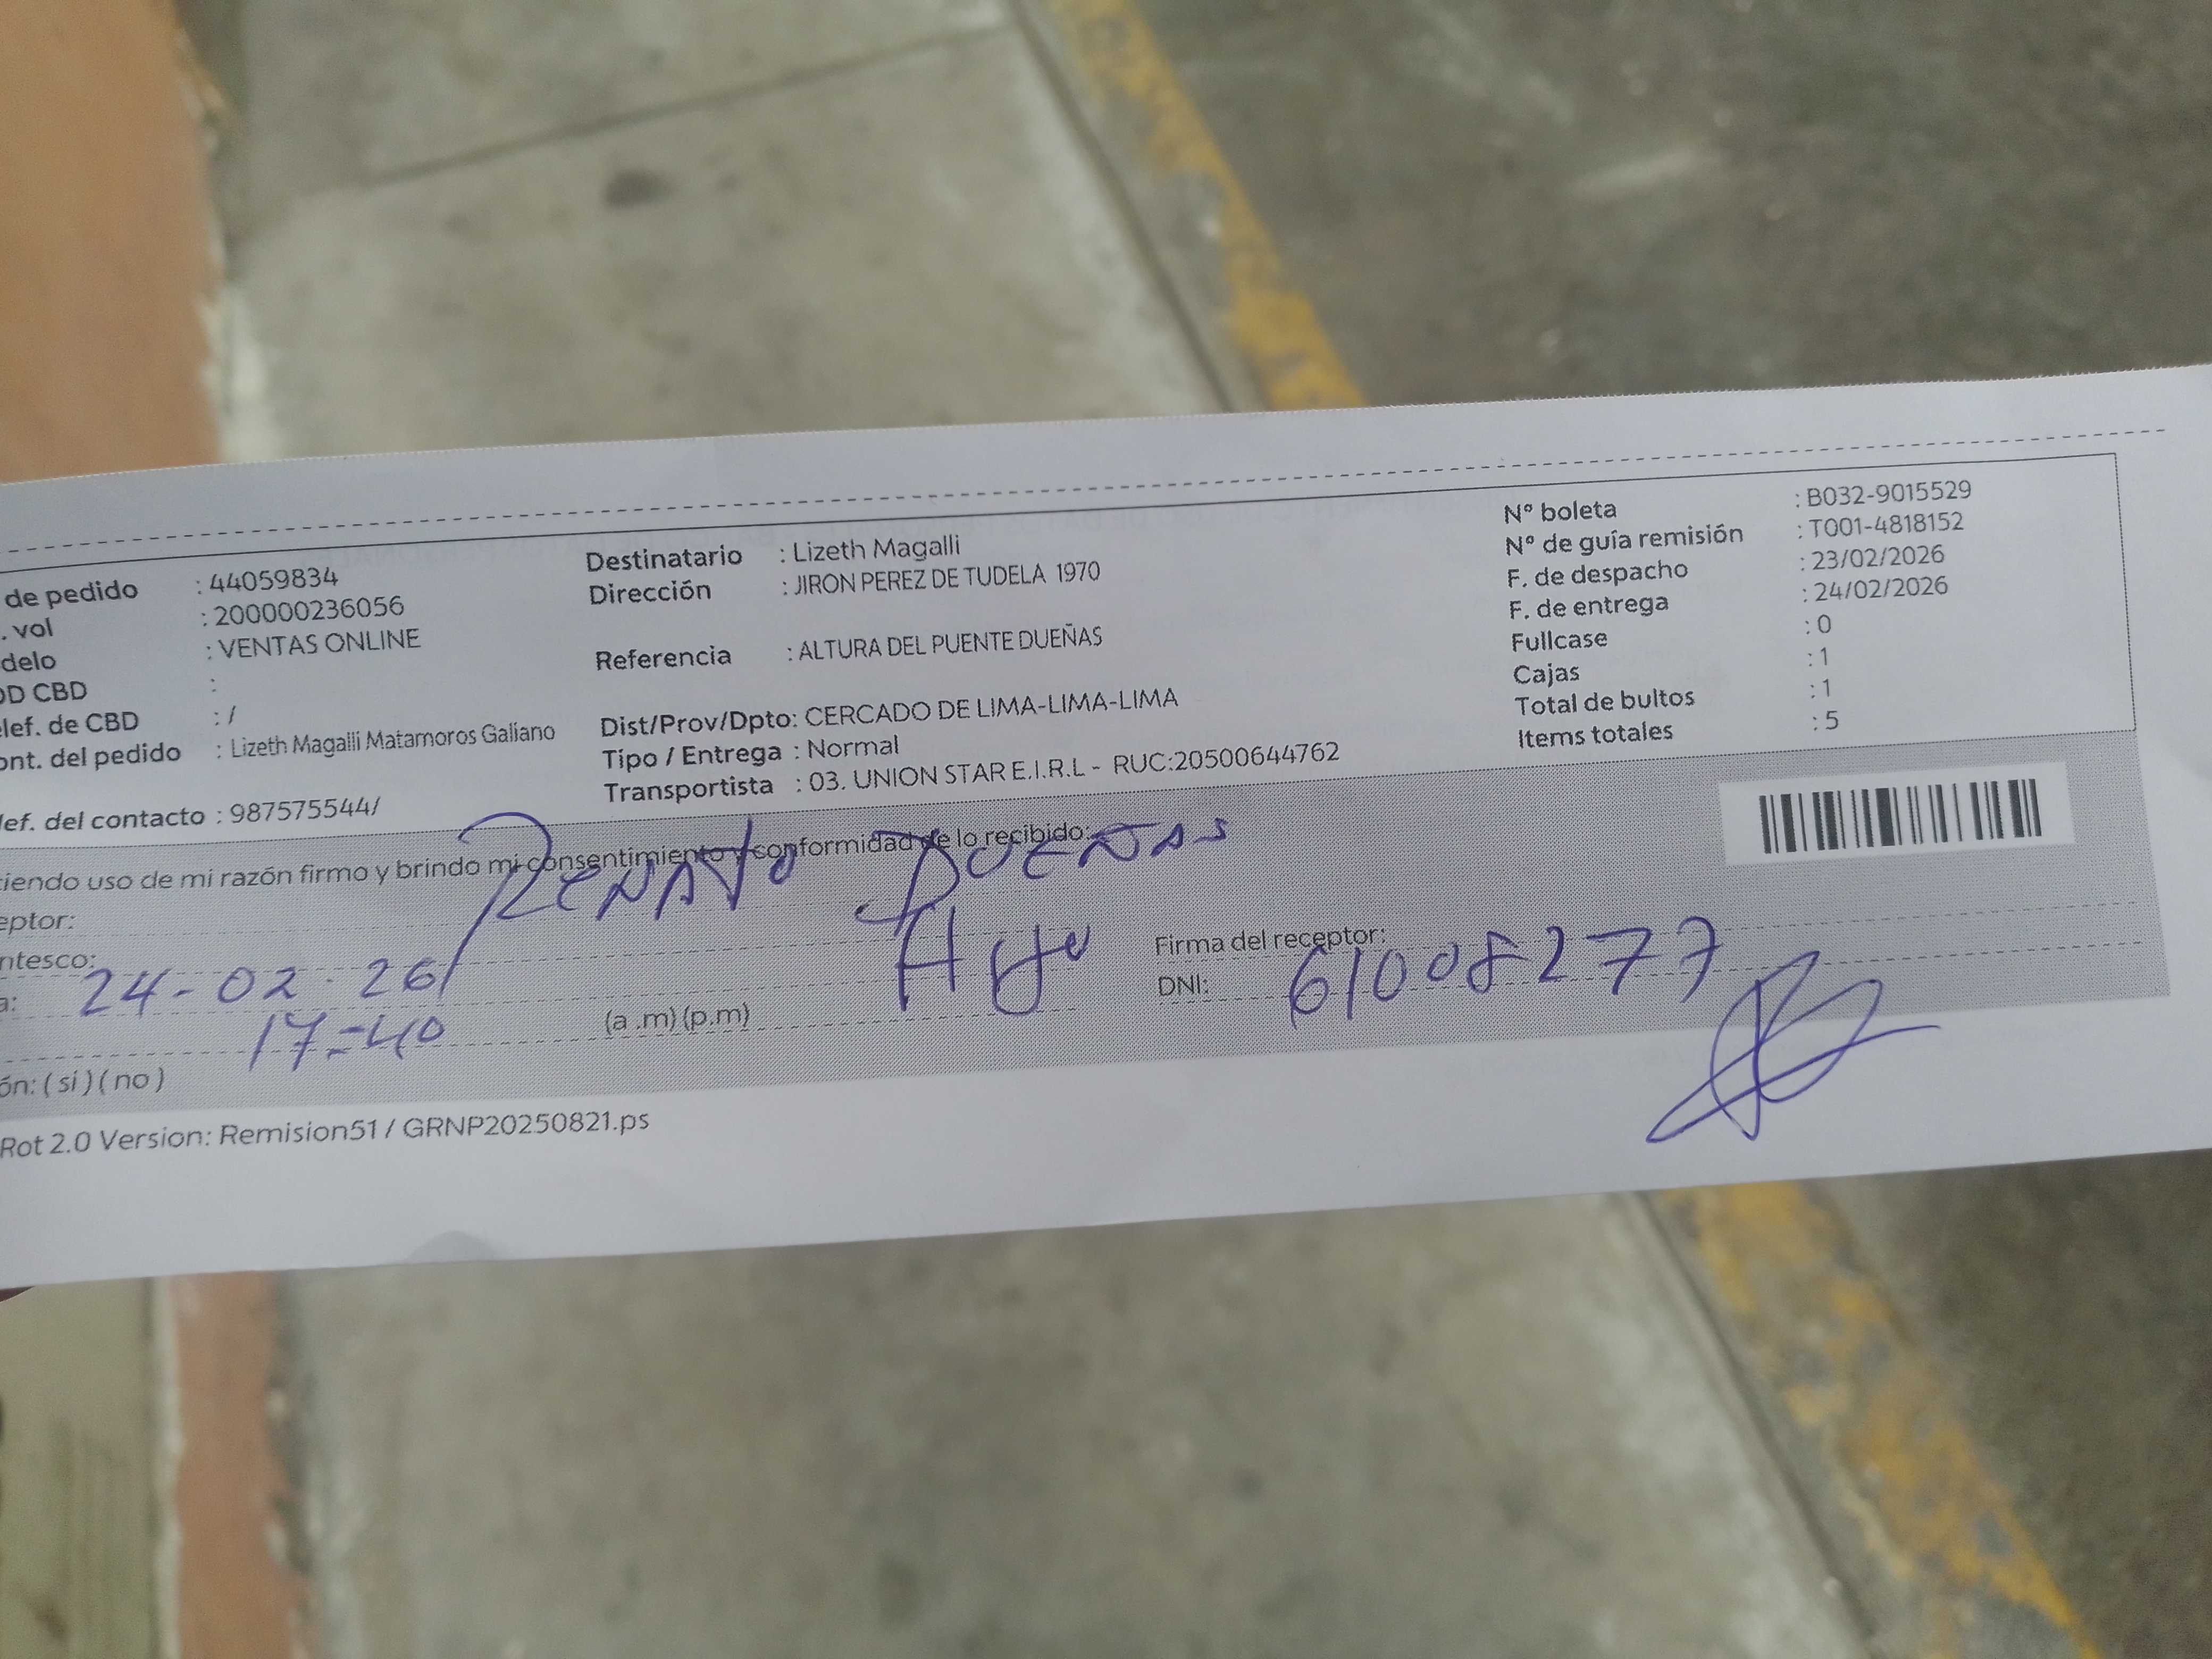 de pedido : 44059834
. vol : 200000236056
delo : VENTAS ONLINE
OD CBD :
elef. de CBD : /
ont. del pedido : Lizeth Magalli Matamoros Galiano
lef. del contacto : 987575544/
Destinatario : Lizeth Magalli
Dirección : JIRON PEREZ DE TUDELA 1970
Referencia : ALTURA DEL PUENTE DUEÑAS
Dist/Prov/Dpto: CERCADO DE LIMA-LIMA-LIMA
Tipo / Entrega : Normal
Transportista : 03. UNION STAR E.I.R.L - RUC:20500644762
Nº boleta : B032-9015529
Nº de guía remisión : T001-4818152
F. de despacho : 23/02/2026
F. de entrega : 24/02/2026
Fullcase : 0
Cajas : 1
Total de bultos : 1
Items totales : 5
ciendo uso de mi razón firmo y brindo mi consentimiento y conformidad de lo recibido:
eptor: RENATO DUEÑAS
ntesco: HIJO
Firma del receptor:
a: 24-02-26
DNI: 61008277
17:40 (a .m) (p.m)
ón: ( si ) ( no )
Rot 2.0 Version: Remision51 / GRNP20250821.ps